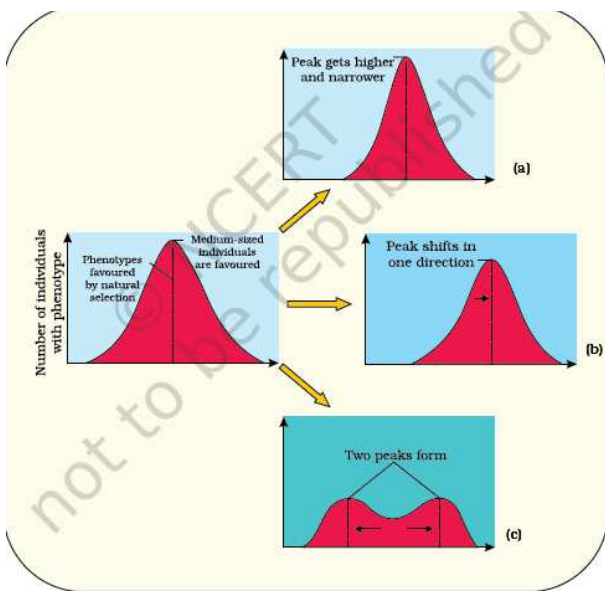 Peak gets higher
and narrower
(a)
Number of individuals
with phenotype
Phenotypes
favoured
by natural
selection
Medium-sized
individuals
are favoured
Peak shifts in
one direction
(b)
Two peaks form
(c)
© NCERT
not to be republished